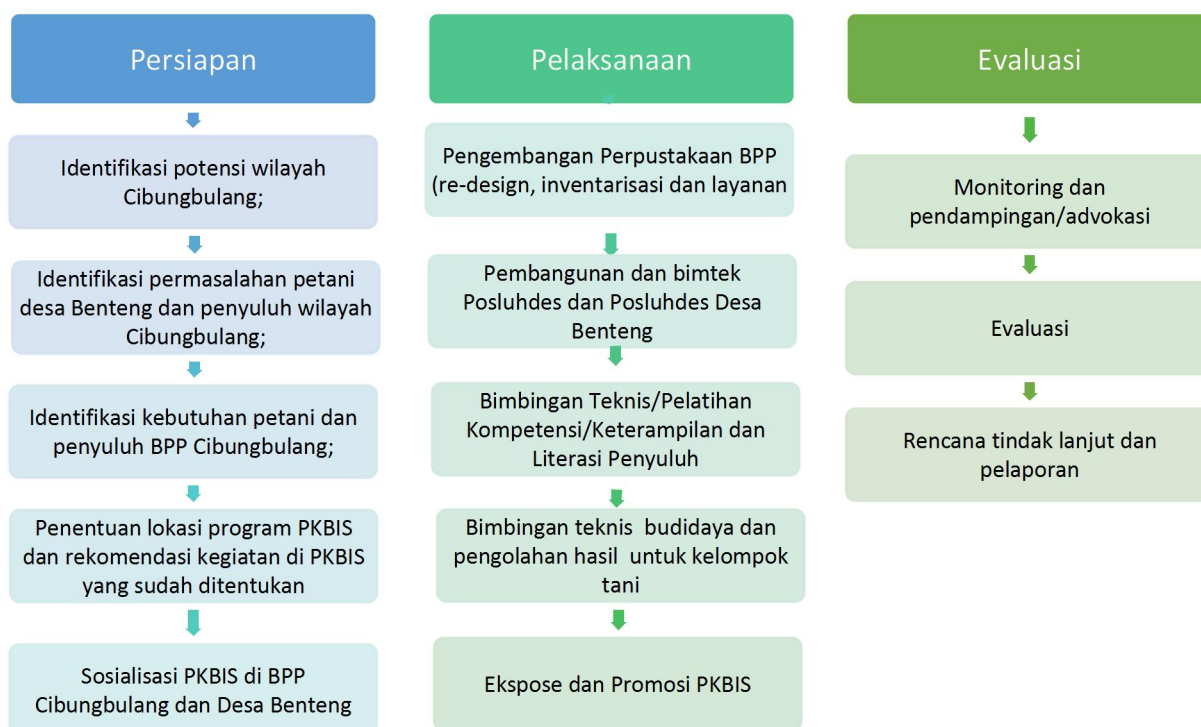 Persiapan
Identifikasi potensi wilayah
Cibungbulang;
Identifikasi permasalahan petani
desa Benteng dan penyuluh wilayah
Cibungbulang;
Identifikasi kebutuhan petani dan
penyuluh BPP Cibungbulang;
Penentuan lokasi program PKBIS
dan rekomendasi kegiatan di PKBIS
yang sudah ditentukan
Sosialisasi PKBIS di BPP
Cibungbulang dan Desa Benteng
Pelaksanaan
Pengembangan Perpustakaan BPP
(re-design, inventarisasi dan layanan
Pembangunan dan bimtek
Posluhdes dan Posluhdes Desa
Benteng
Bimbingan Teknis/Pelatihan
Kompetensi/Keterampilan dan
Literasi Penyuluh
Bimbingan teknis budidaya dan
pengolahan hasil untuk kelompok
tani
Ekspose dan Promosi PKBIS
Evaluasi
Monitoring dan
pendampingan/advokasi
Evaluasi
Rencana tindak lanjut dan
pelaporan